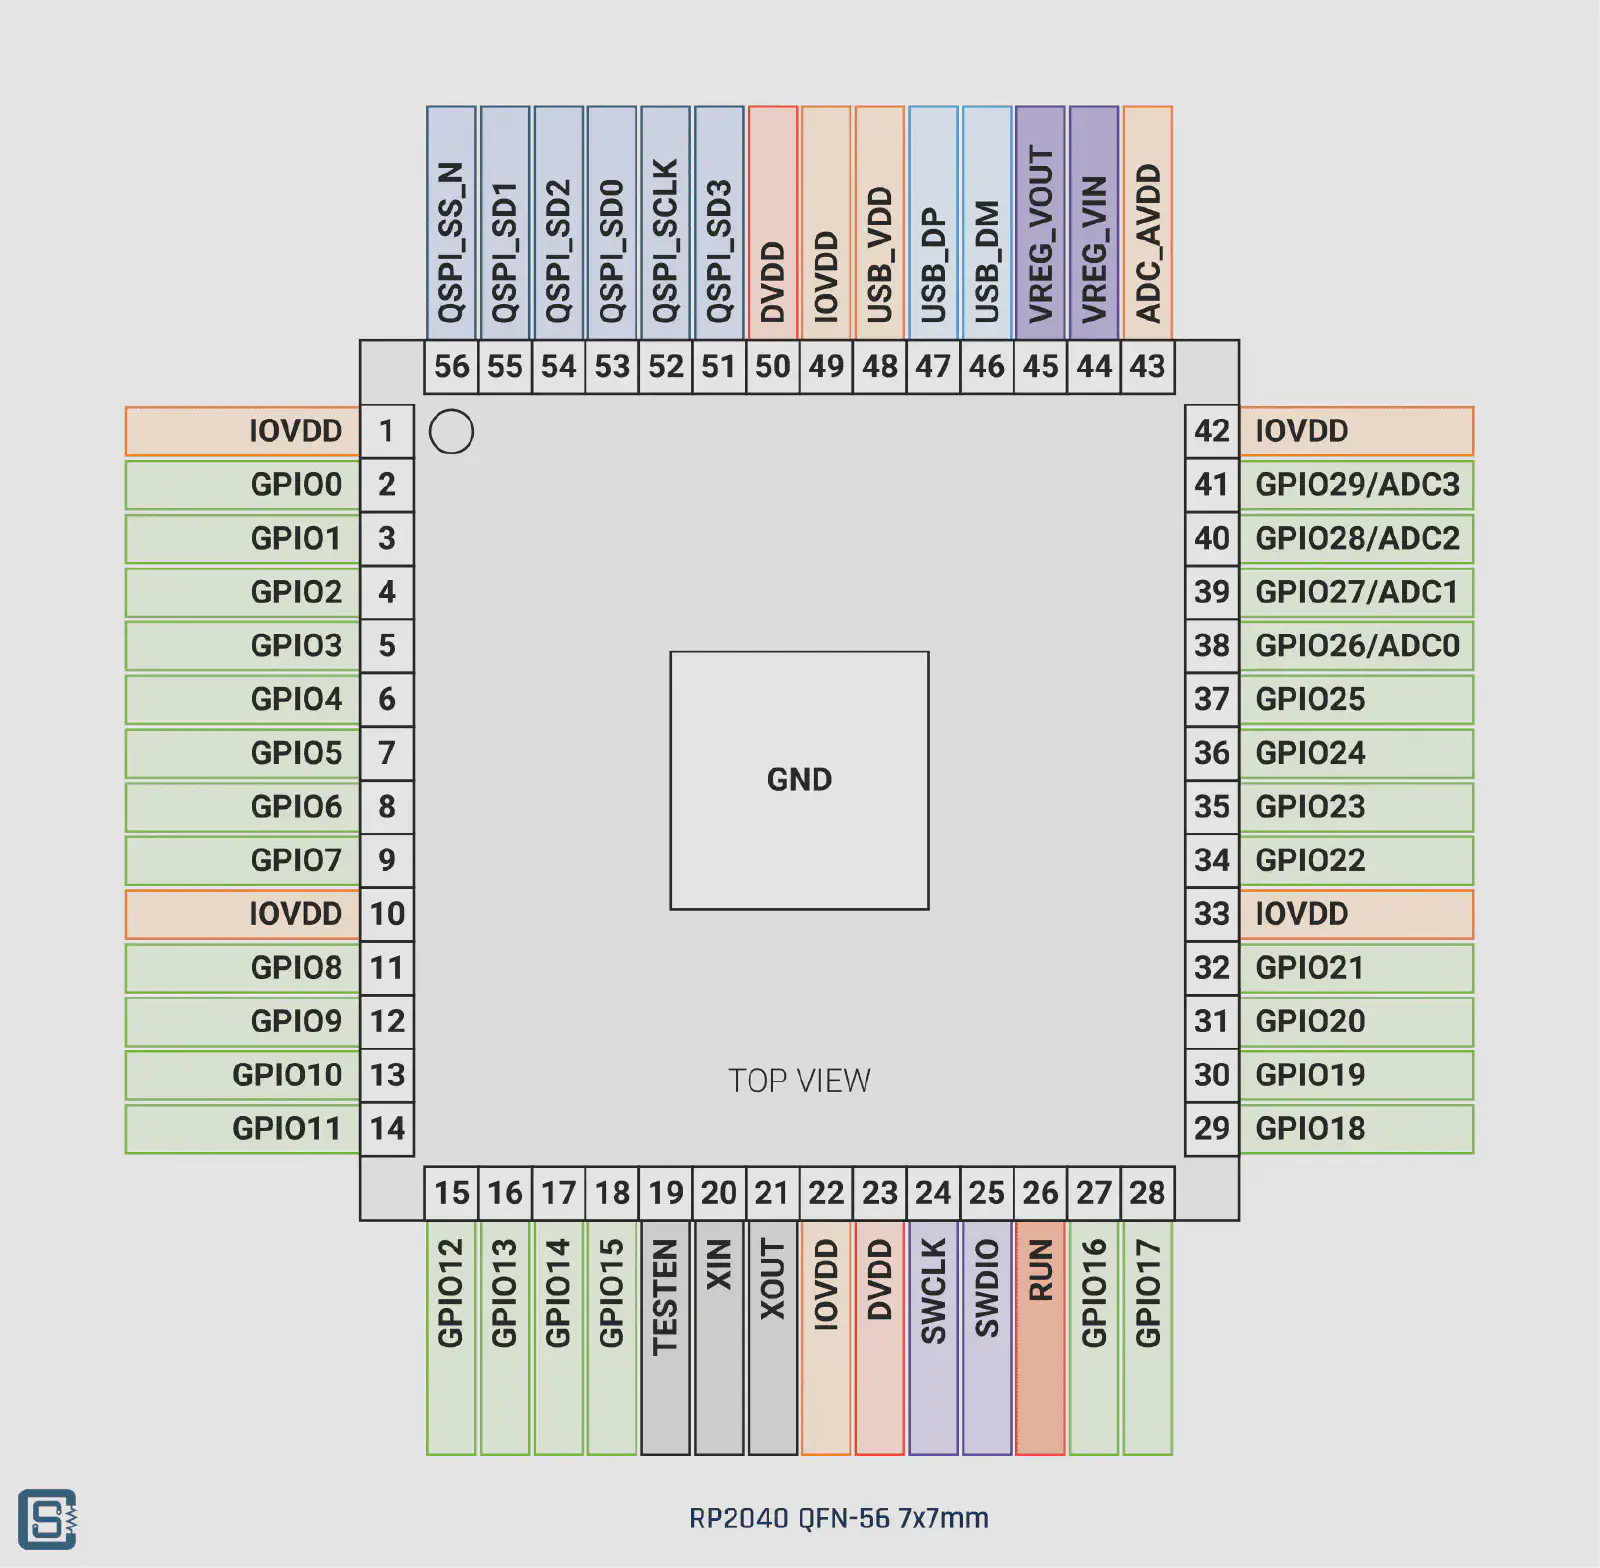 QSPI_SS_N
QSPI_SD1
QSPI_SD2
QSPI_SD0
QSPI_SCLK
QSPI_SD3
DVDD
IOVDD
USB_VDD
USB_DP
USB_DM
VREG_VOUT
VREG_VIN
ADC_AVDD
56 55 54 53 52 51 50 49 48 47 46 45 44 43
IOVDD 1
GPIO0 2
GPIO1 3
GPIO2 4
GPIO3 5
GPIO4 6
GPIO5 7
GPIO6 8
GPIO7 9
IOVDD 10
GPIO8 11
GPIO9 12
GPIO10 13
GPIO11 14
42 IOVDD
41 GPIO29/ADC3
40 GPIO28/ADC2
39 GPIO27/ADC1
38 GPIO26/ADC0
37 GPIO25
36 GPIO24
35 GPIO23
34 GPIO22
33 IOVDD
32 GPIO21
31 GPIO20
30 GPIO19
29 GPIO18
GND
TOP VIEW
15 16 17 18 19 20 21 22 23 24 25 26 27 28
GPIO12
GPIO13
GPIO14
GPIO15
TESTEN
XIN
XOUT
IOVDD
DVDD
SWCLK
SWDIO
RUN
GPIO16
GPIO17
RP2040 QFN-56 7x7mm